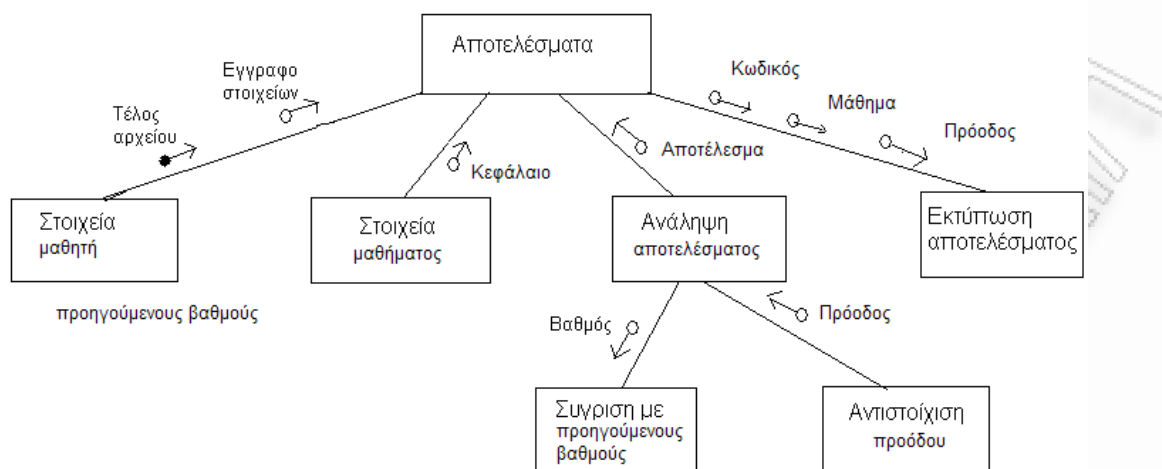 Αποτελέσματα
Εγγραφο
στοιχείων
Τέλος
αρχείου
Κωδικός
Μάθημα
Πρόοδος
Κεφάλαιο
Αποτέλεσμα
Στοιχεία
μαθητή
Στοιχεία
μαθήματος
Ανάληψη
αποτελέσματος
Εκτύπωση
αποτελέσματος
προηγούμενους βαθμούς
Βαθμός
Πρόοδος
Συγριση με
προηγούμενους
βαθμούς
Αντιστοίχιση
προόδου